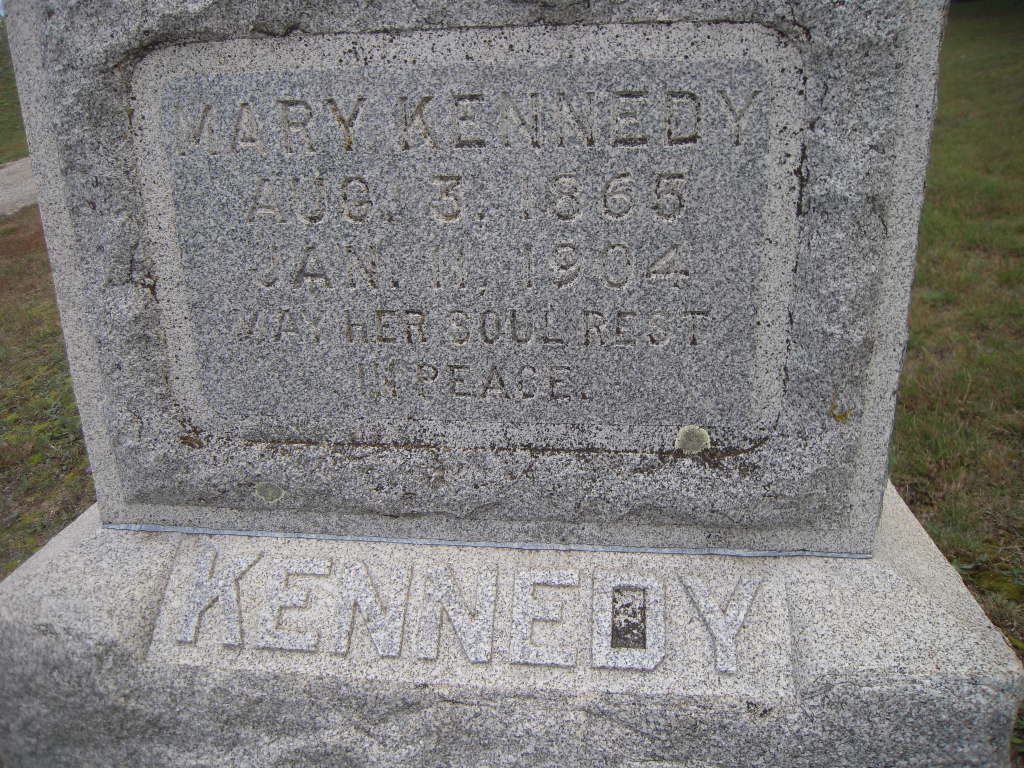 MARY KENNEDY
AUG. 3, 1865
JAN. 11, 1904
MAY HER SOUL REST
IN PEACE.
KENNEDY